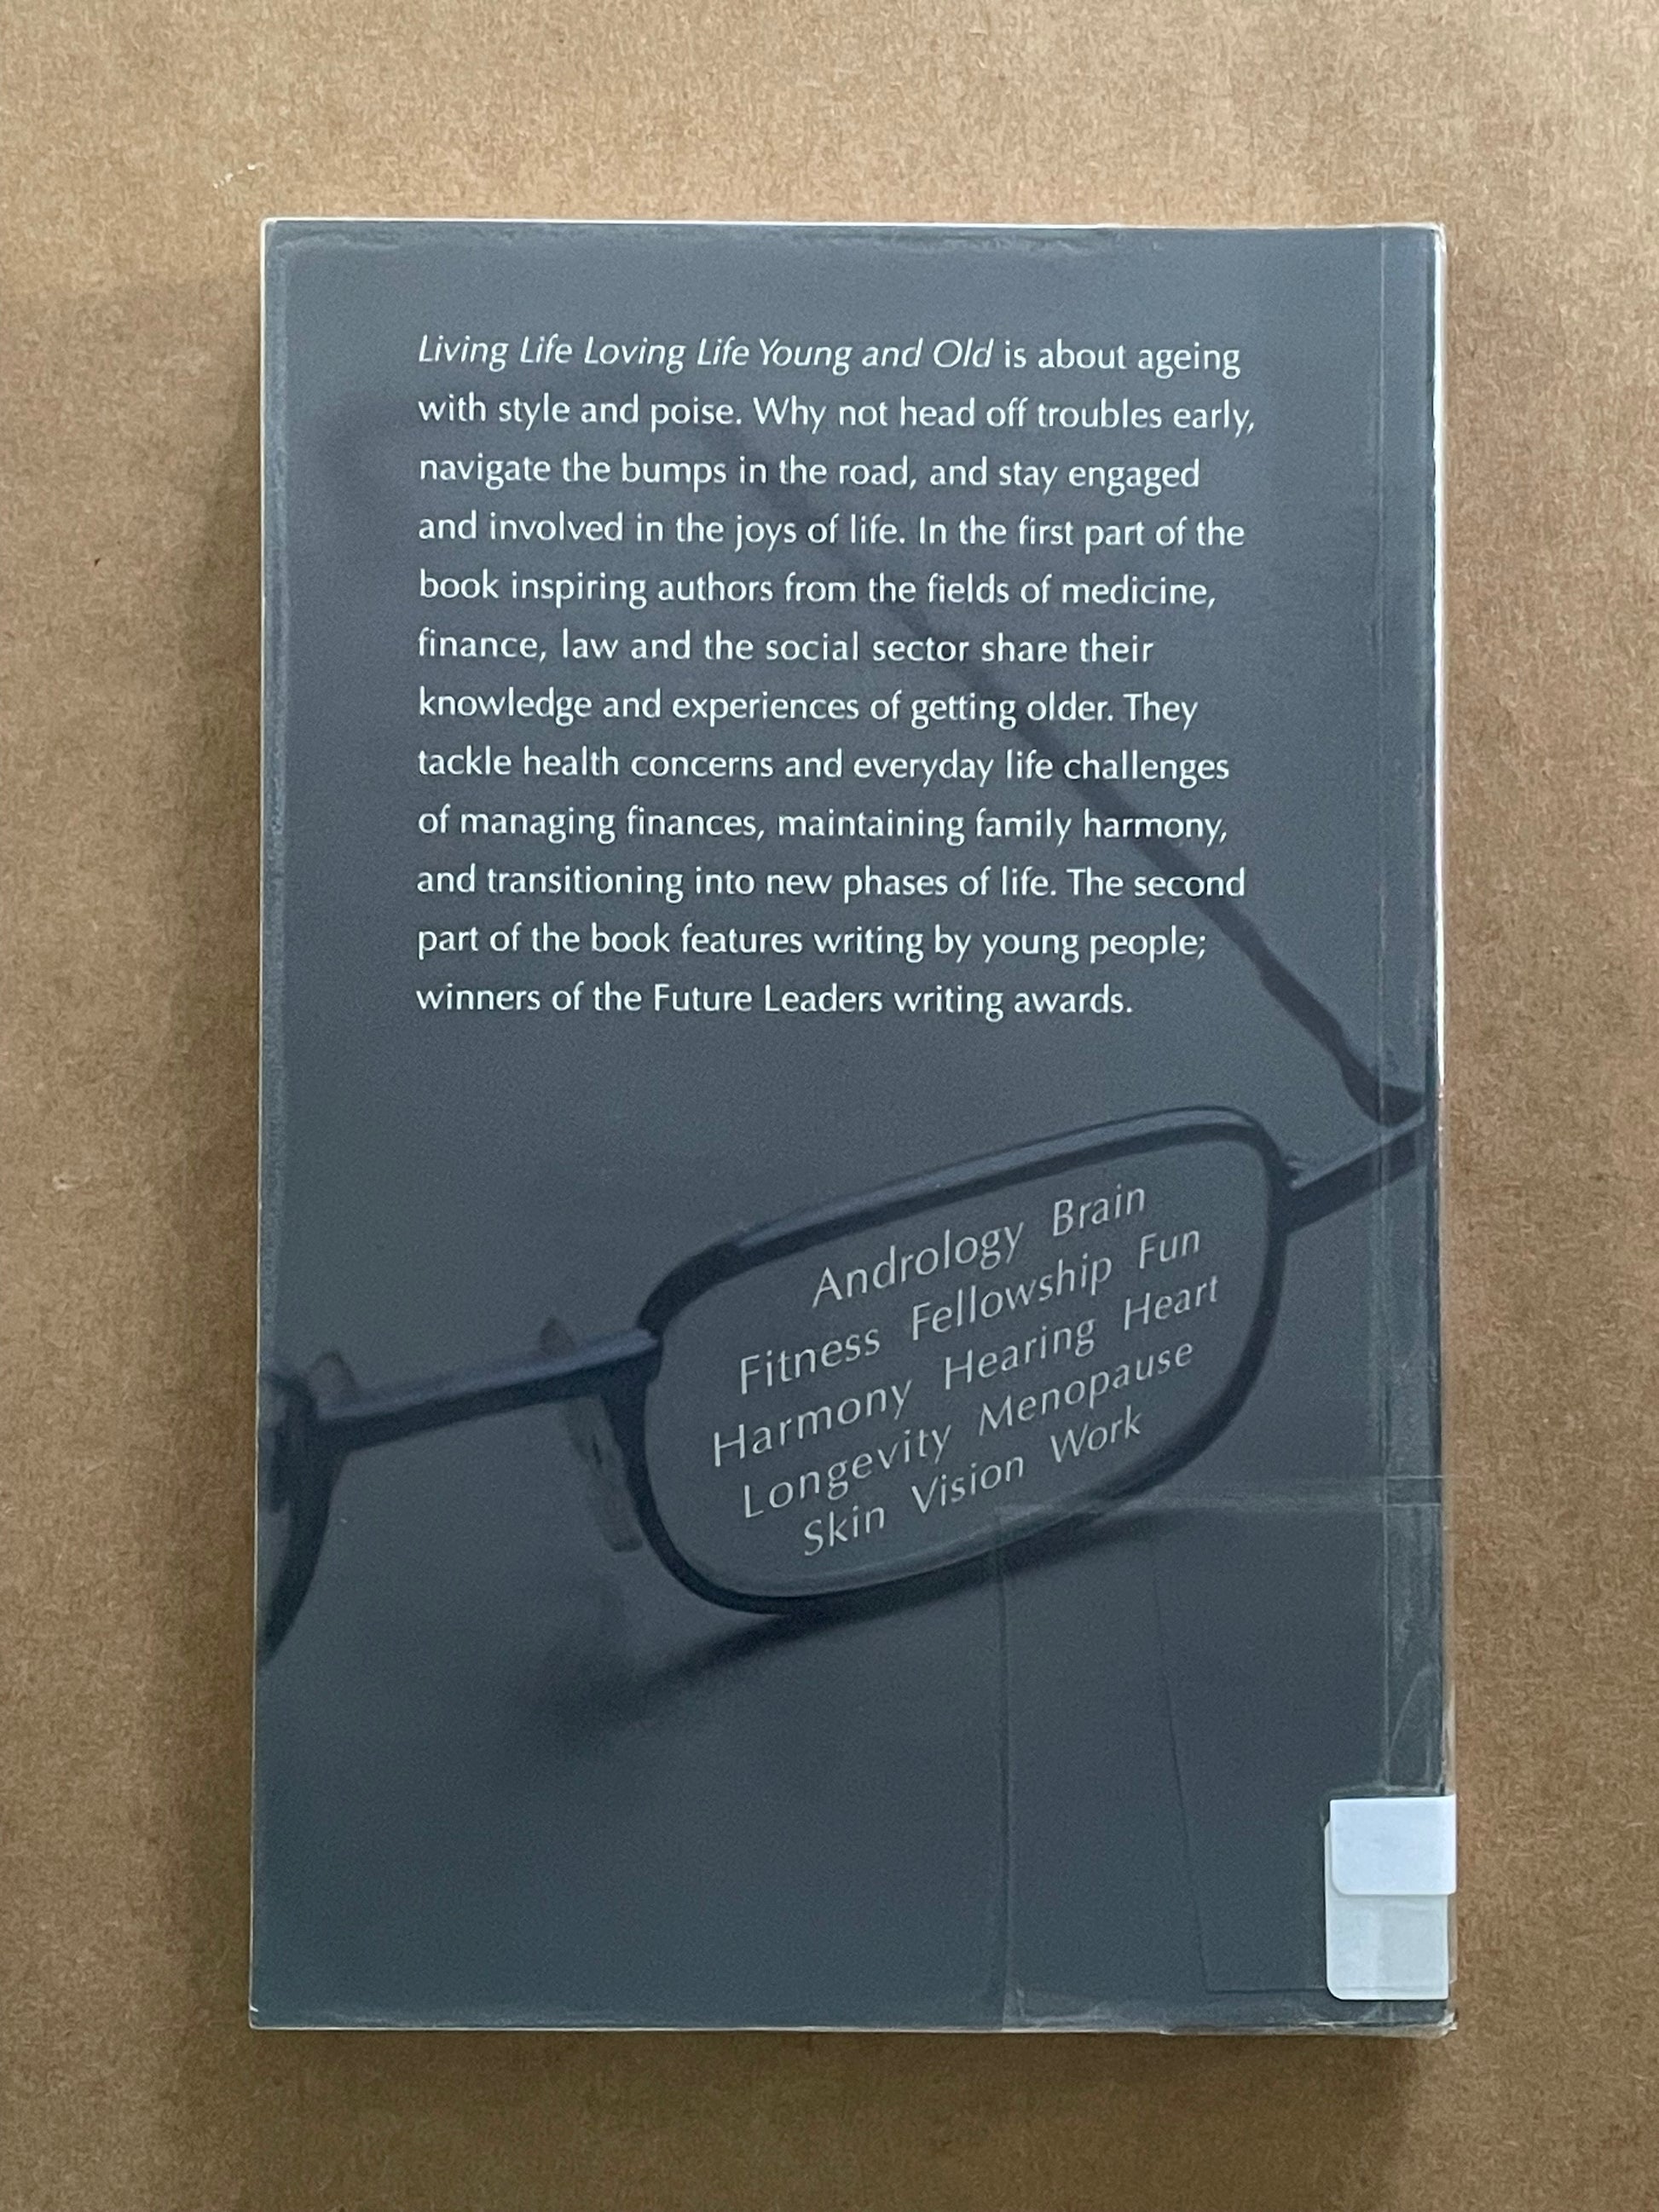 Living Life Loving Life Young and Old is about ageing
with style and poise. Why not head off troubles early,
navigate the bumps in the road, and stay engaged
and involved in the joys of life. In the first part of the
book inspiring authors from the fields of medicine,
finance, law and the social sector share their
knowledge and experiences of getting older. They
tackle health concerns and everyday life challenges
of managing finances, maintaining family harmony,
and transitioning into new phases of life. The second
part of the book features writing by young people;
winners of the Future Leaders writing awards.
Andrology Brain
Fitness Fellowship Fun
Harmony Hearing Heart
Longevity Menopause
Skin Vision Work